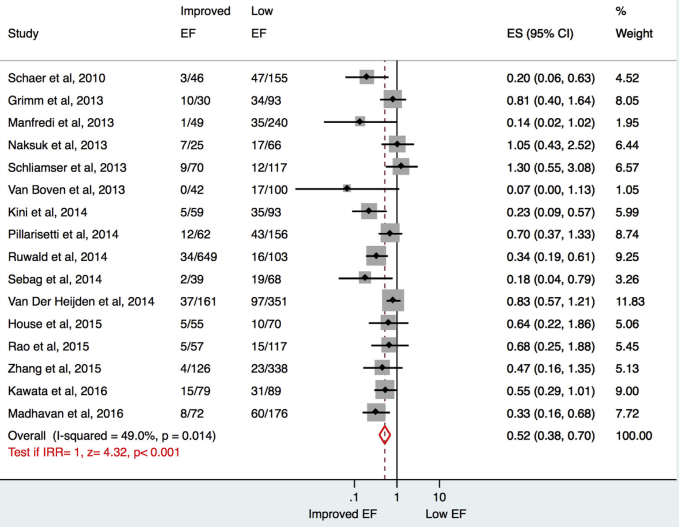 Improved Low %
Study EF EF ES (95% CI) Weight
Schaer et al, 2010 3/46 47/155 0.20 (0.06, 0.63) 4.52
Grimm et al, 2013 10/30 34/93 0.81 (0.40, 1.64) 8.05
Manfredi et al, 2013 1/49 35/240 0.14 (0.02, 1.02) 1.95
Naksuk et al, 2013 7/25 17/66 1.05 (0.43, 2.52) 6.44
Schliamser et al, 2013 9/70 12/117 1.30 (0.55, 3.08) 6.57
Van Boven et al, 2013 0/42 17/100 0.07 (0.00, 1.13) 1.05
Kini et al, 2014 5/59 35/93 0.23 (0.09, 0.57) 5.99
Pillarisetti et al, 2014 12/62 43/156 0.70 (0.37, 1.33) 8.74
Ruwald et al, 2014 34/649 16/103 0.34 (0.19, 0.61) 9.25
Sebag et al, 2014 2/39 19/68 0.18 (0.04, 0.79) 3.26
Van Der Heijden et al, 2014 37/161 97/351 0.83 (0.57, 1.21) 11.83
House et al, 2015 5/55 10/70 0.64 (0.22, 1.86) 5.06
Rao et al, 2015 5/57 15/117 0.68 (0.25, 1.88) 5.45
Zhang et al, 2015 4/126 23/338 0.47 (0.16, 1.35) 5.13
Kawata et al, 2016 15/79 31/89 0.55 (0.29, 1.01) 9.00
Madhavan et al, 2016 8/72 60/176 0.33 (0.16, 0.68) 7.72
Overall (I-squared = 49.0%, p = 0.014) 0.52 (0.38, 0.70) 100.00
Test if IRR= 1, z= 4.32, p< 0.001
.1 1 10
Improved EF Low EF